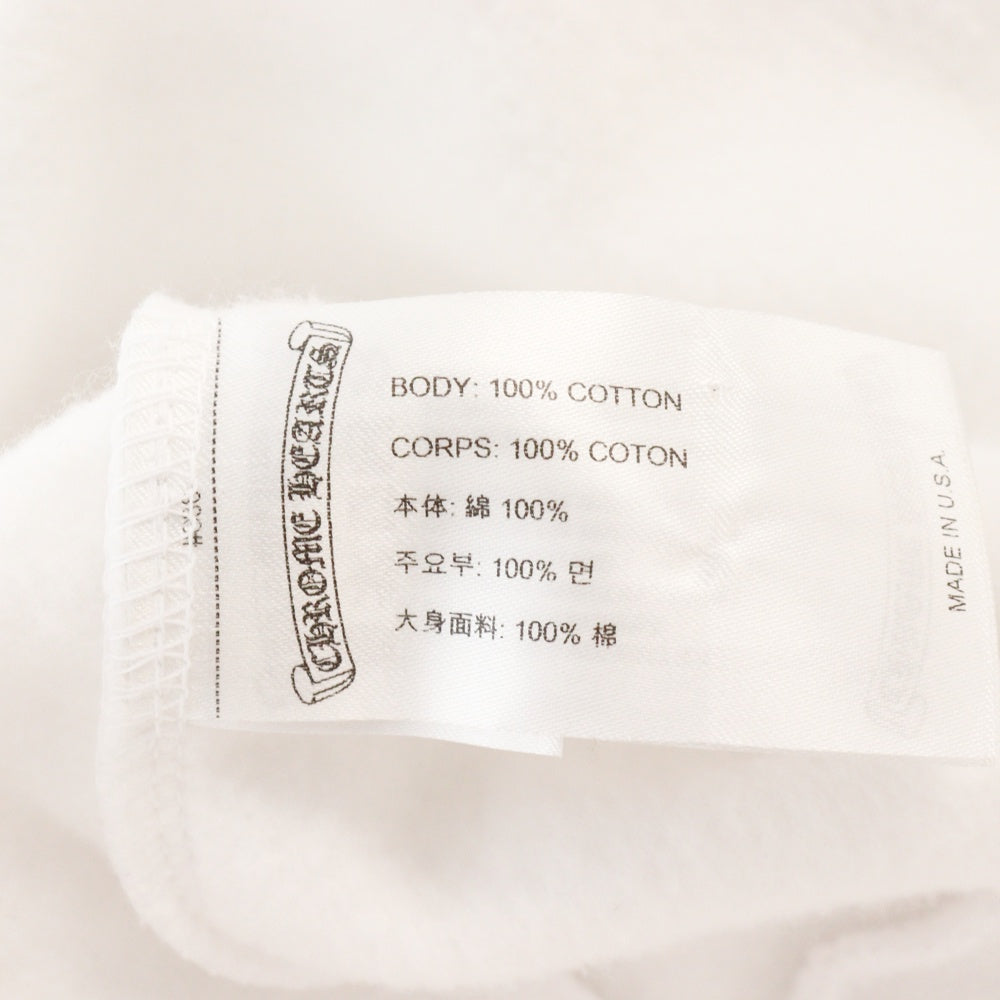 CHROME HEARTS
BODY: 100% COTTON
CORPS: 100% COTON
本体: 綿 100%
주요부: 100% 면
大身面料: 100% 棉
MADE IN U.S.A.